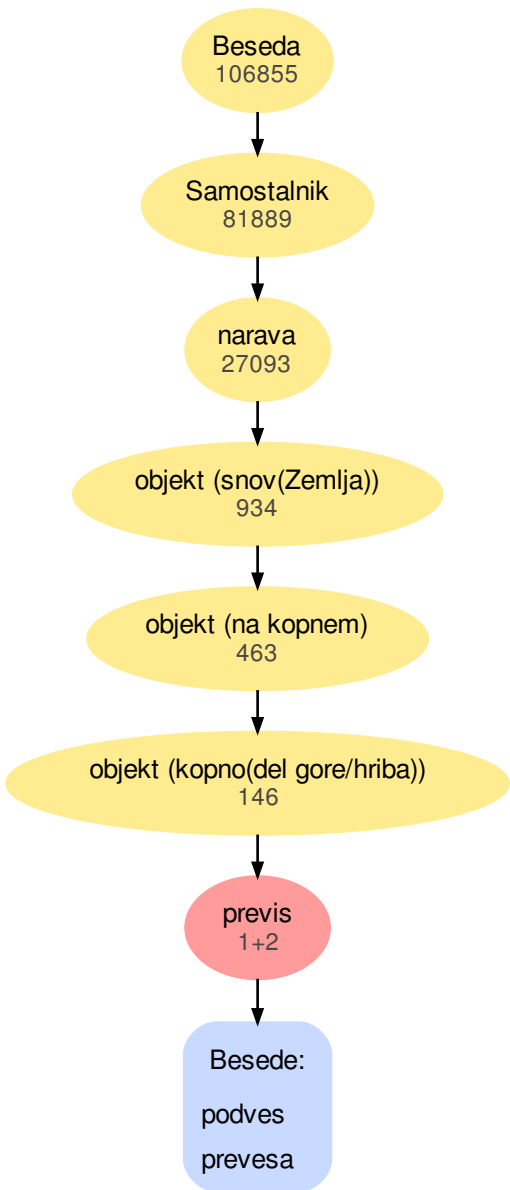 Beseda
106855
Samostalnik
81889
narava
27093
objekt (snov(Zemlja))
934
objekt (na kopnem)
463
objekt (kopno(del gore/hriba))
146
previs
1+2
Besede:
podves
prevesa